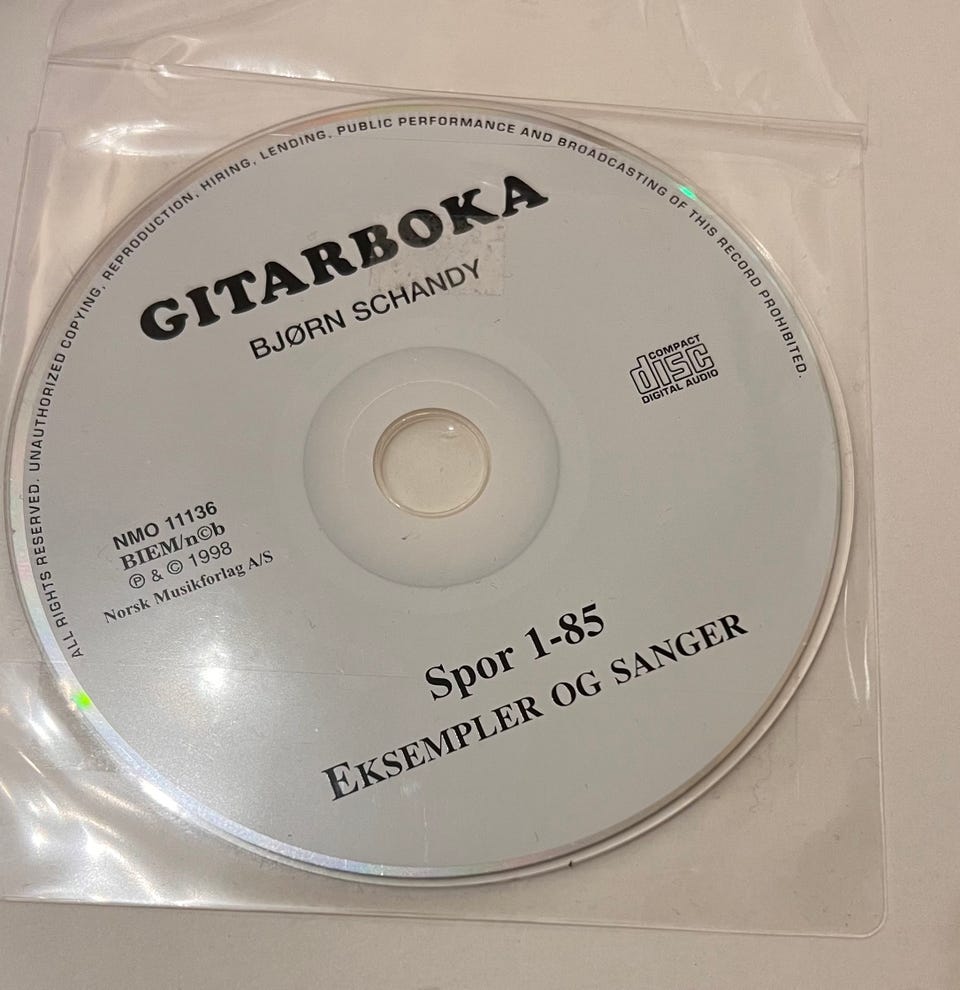 ALL RIGHTS RESERVED. UNAUTHORIZED COPYING, REPRODUCTION, HIRING, LENDING, PUBLIC PERFORMANCE AND BROADCASTING OF THIS RECORD PROHIBITED.
GITARBOKA
BJØRN SCHANDY
COMPACT
disc
DIGITAL AUDIO
NMO 11136
BIEM/n©b
℗ & © 1998
Norsk Musikforlag A/S
Spor 1-85
EKSEMPLER OG SANGER